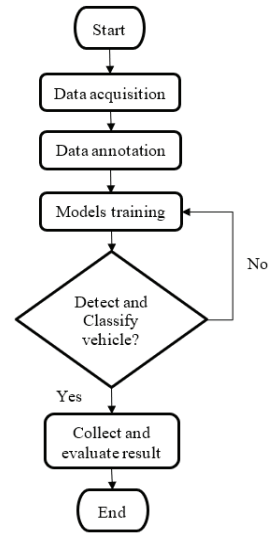 Start
Data acquisition
Data annotation
Models training
No
Detect and
Classify
vehicle?
Yes
Collect and
evaluate result
End